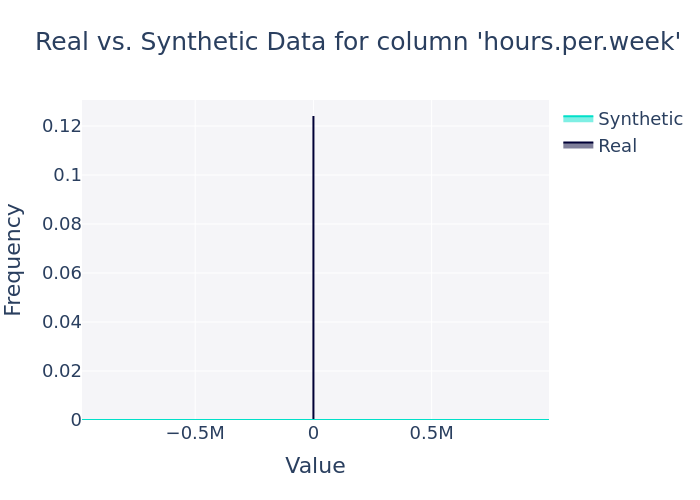 Real vs. Synthetic Data for column 'hours.per.week'
Synthetic
Real
Frequency
0.12
0.1
0.08
0.06
0.04
0.02
0
−0.5M
0
0.5M
Value